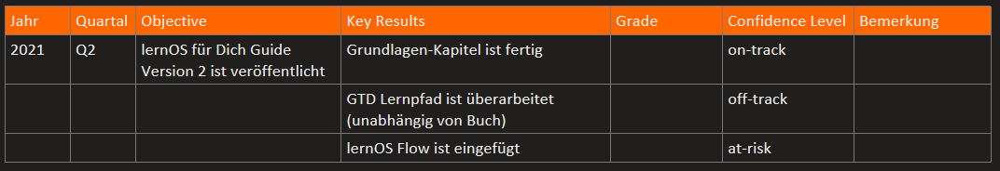 Jahr Quartal Objective Key Results Grade Confidence Level Bemerkung
2021 Q2 lernOS für Dich Guide Grundlagen-Kapitel ist fertig on-track
Version 2 ist veröffentlicht
GTD Lernpfad ist überarbeitet off-track
(unabhängig von Buch)
lernOS Flow ist eingefügt at-risk